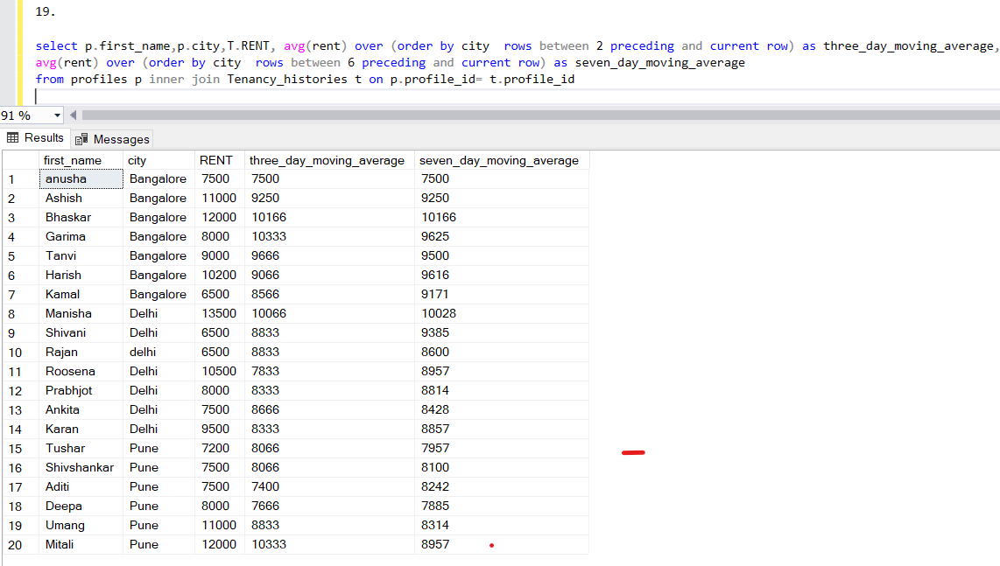 19.
select p.first_name,p.city,T.RENT, avg(rent) over (order by city  rows between 2 preceding and current row) as three_day_moving_average,
avg(rent) over (order by city  rows between 6 preceding and current row) as seven_day_moving_average
from profiles p inner join Tenancy_histories t on p.profile_id= t.profile_id
91 %
Results Messages
first_name city RENT three_day_moving_average seven_day_moving_average
1 anusha Bangalore 7500 7500 7500
2 Ashish Bangalore 11000 9250 9250
3 Bhaskar Bangalore 12000 10166 10166
4 Garima Bangalore 8000 10333 9625
5 Tanvi Bangalore 9000 9666 9500
6 Harish Bangalore 10200 9066 9616
7 Kamal Bangalore 6500 8566 9171
8 Manisha Delhi 13500 10066 10028
9 Shivani Delhi 6500 8833 9385
10 Rajan delhi 6500 8833 8600
11 Roosena Delhi 10500 7833 8957
12 Prabhjot Delhi 8000 8333 8814
13 Ankita Delhi 7500 8666 8428
14 Karan Delhi 9500 8333 8857
15 Tushar Pune 7200 8066 7957
16 Shivshankar Pune 7500 8066 8100
17 Aditi Pune 7500 7400 8242
18 Deepa Pune 8000 7666 7885
19 Umang Pune 11000 8833 8314
20 Mitali Pune 12000 10333 8957